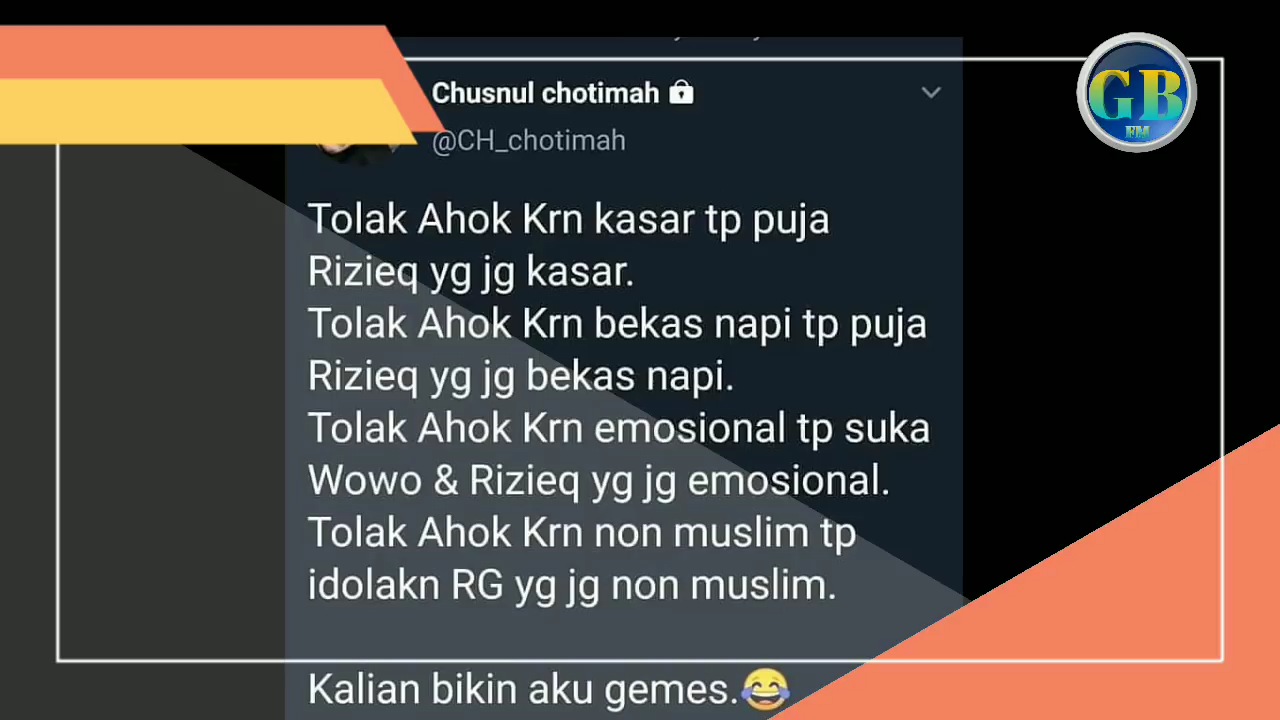 Chusnul chotimah
@CH_chotimah
Tolak Ahok Krn kasar tp puja
Rizieq yg jg kasar.
Tolak Ahok Krn bekas napi tp puja
Rizieq yg jg bekas napi.
Tolak Ahok Krn emosional tp suka
Wowo & Rizieq yg jg emosional.
Tolak Ahok Krn non muslim tp
idolakn RG yg jg non muslim.
Kalian bikin aku gemes.😂
GB
FM